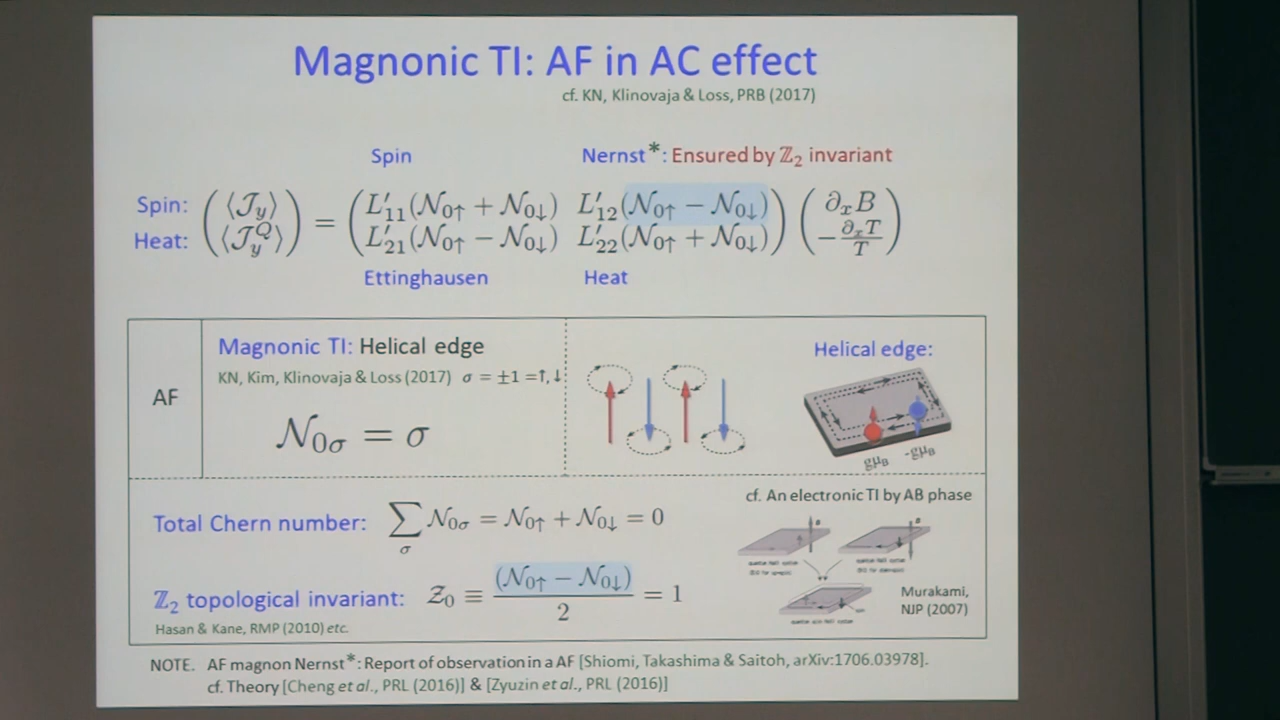 Magnonic TI: AF in AC effect
cf. KN, Klinovaja & Loss, PRB (2017)
Spin Nernst*: Ensured by ℤ₂ invariant
Spin: (⟨𝒥_y⟩) = (L′₁₁(𝒩₀↑ + 𝒩₀↓) L′₁₂(𝒩₀↑ − 𝒩₀↓)) (∂ₓB)
Heat: (⟨𝒥_y^Q⟩) (L′₂₁(𝒩₀↑ − 𝒩₀↓) L′₂₂(𝒩₀↑ + 𝒩₀↓)) (−∂ₓT/T)
Ettinghausen Heat
AF
Magnonic TI: Helical edge
KN, Kim, Klinovaja & Loss (2017) σ = ±1 =↑,↓
𝒩₀σ = σ
Helical edge:
gμ_B -gμ_B
Total Chern number: ∑_σ 𝒩₀σ = 𝒩₀↑ + 𝒩₀↓ = 0
ℤ₂ topological invariant: 𝒵₀ ≡ (𝒩₀↑ − 𝒩₀↓)/2 = 1
Hasan & Kane, RMP (2010) etc.
cf. An electronic TI by AB phase
Murakami,
NJP (2007)
NOTE. AF magnon Nernst*: Report of observation in a AF [Shiomi, Takashima & Saitoh, arXiv:1706.03978].
cf. Theory [Cheng et al., PRL (2016)] & [Zyuzin et al., PRL (2016)]